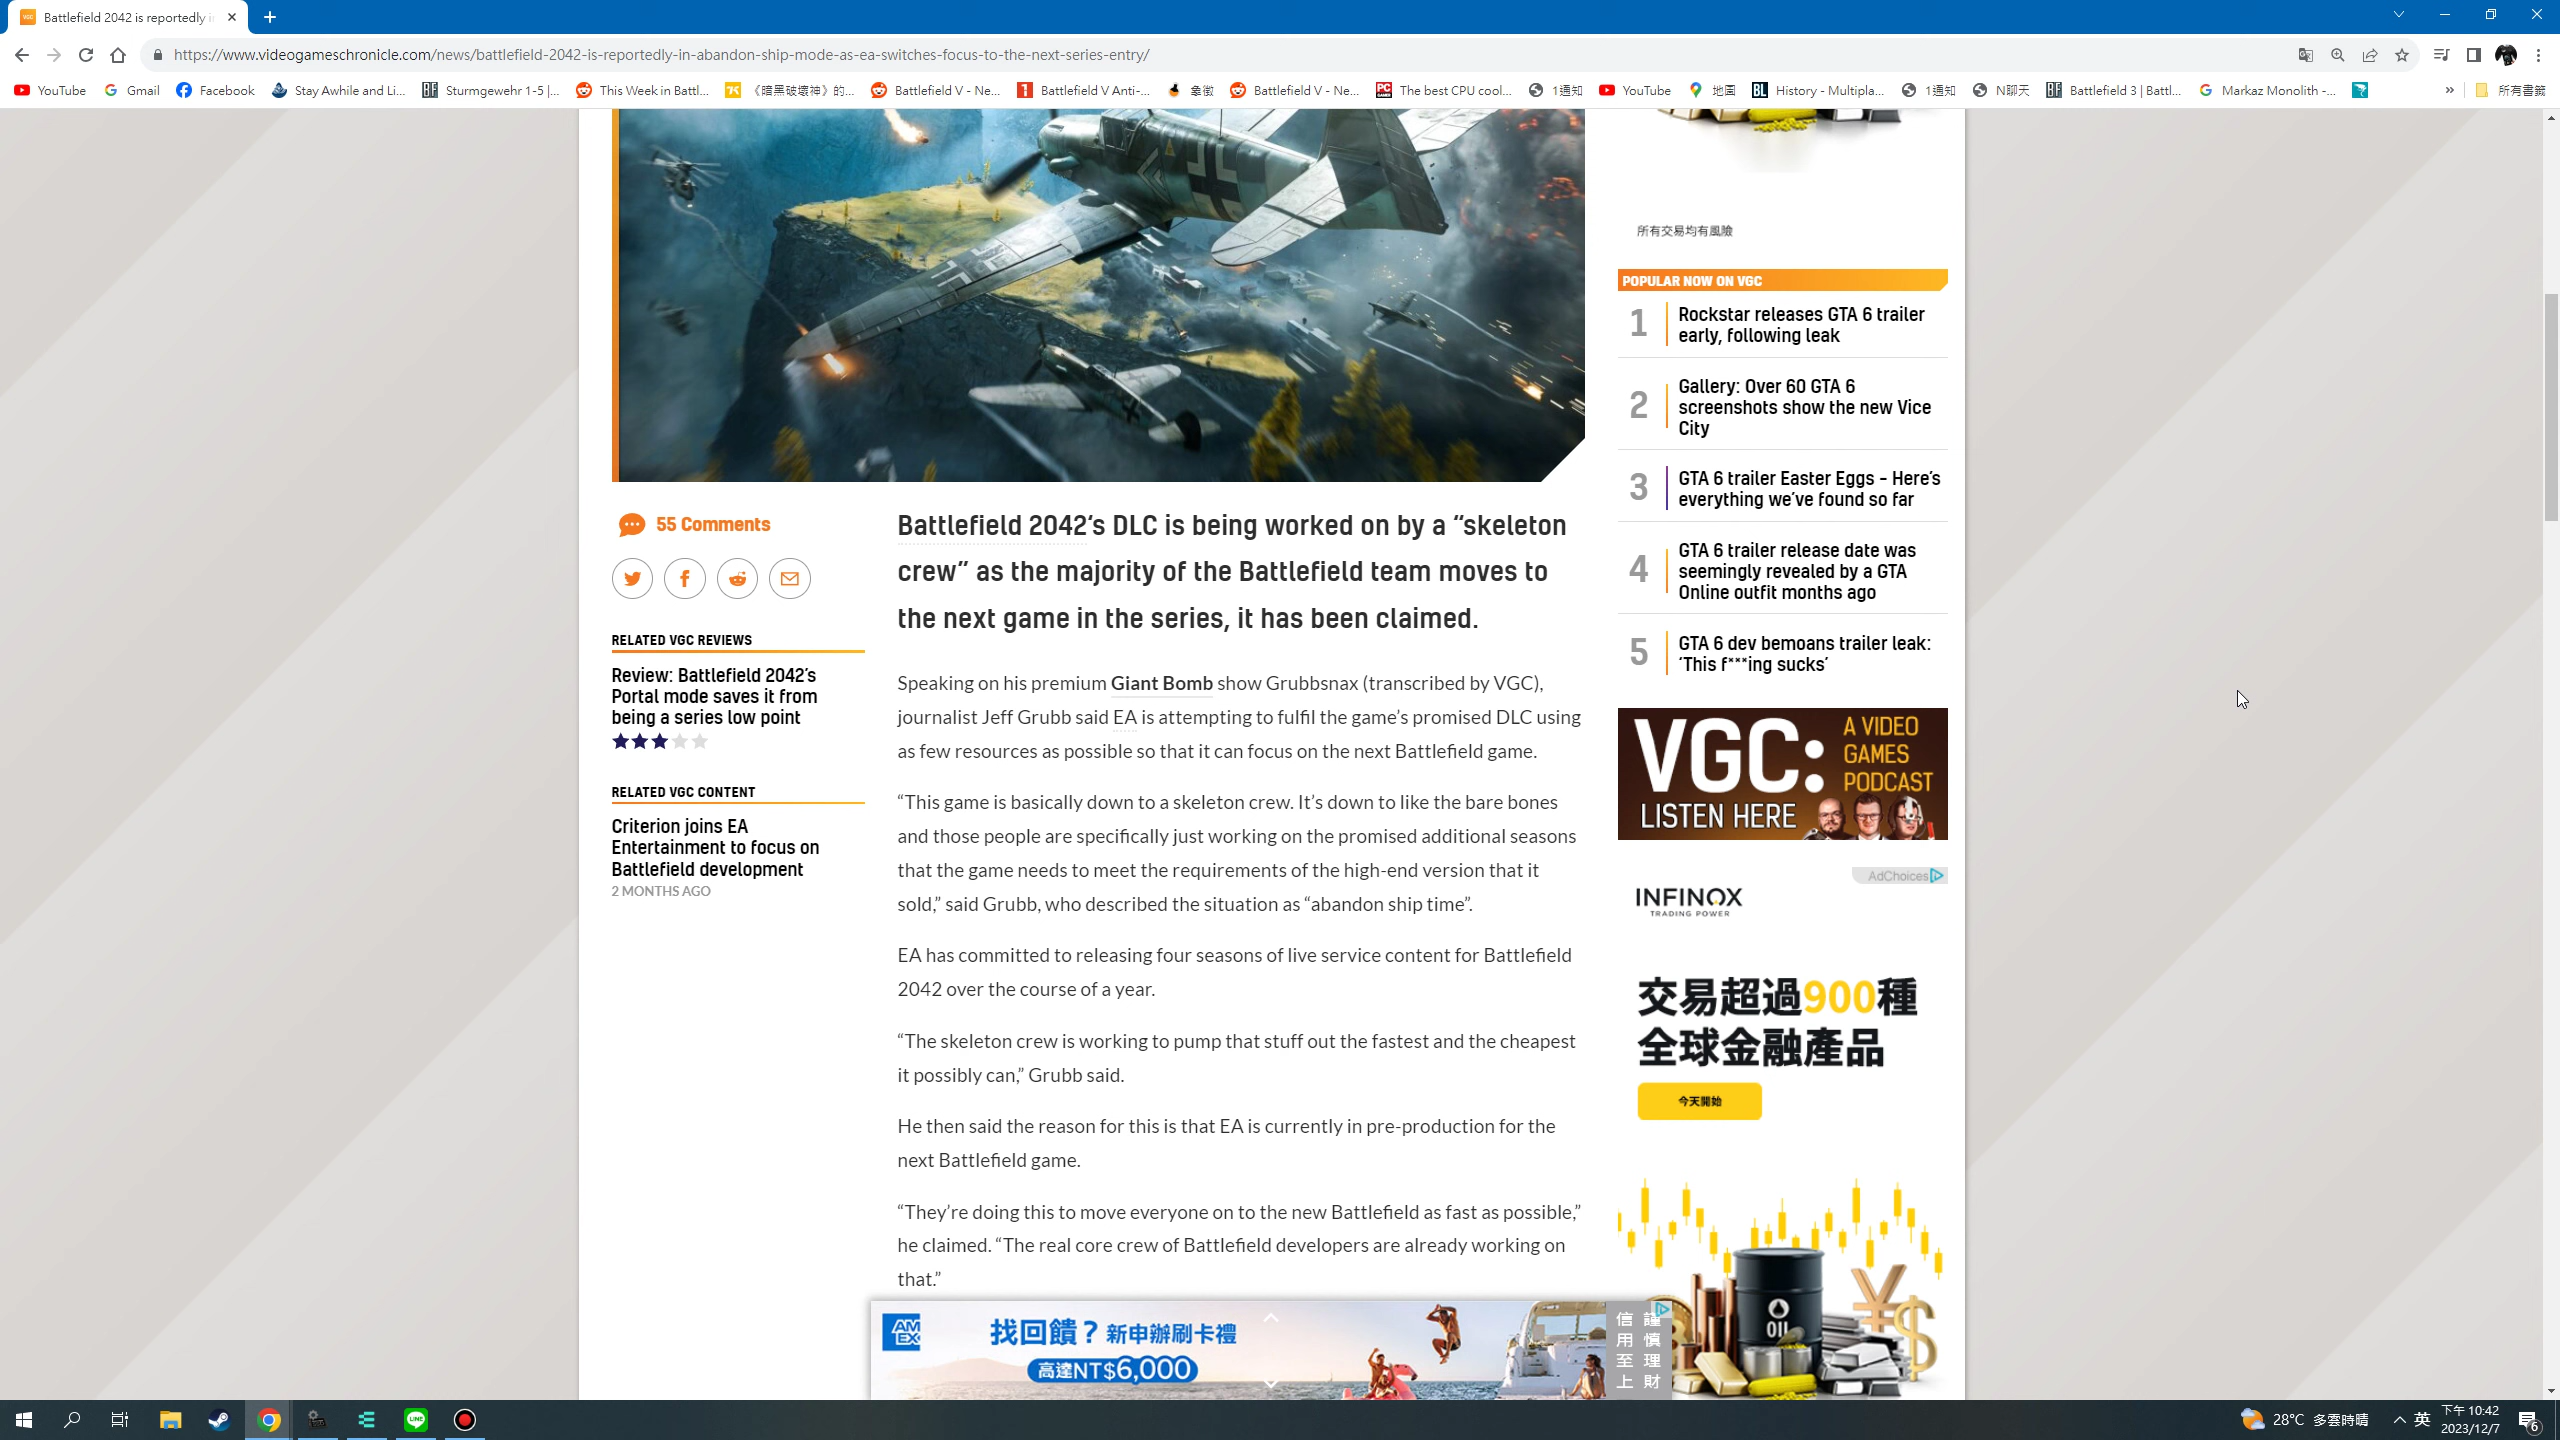 Battlefield 2042 is reportedly i
https://www.videogameschronicle.com/news/battlefield-2042-is-reportedly-in-abandon-ship-mode-as-ea-switches-focus-to-the-next-series-entry/
YouTube
Gmail
Facebook
Stay Awhile and Li...
Sturmgewehr 1-5 |...
This Week in Battl...
《暗黑破壞神》的...
Battlefield V - Ne...
Battlefield V Anti-...
象徵
Battlefield V - Ne...
The best CPU cool...
1通知
YouTube
地圖
History - Multipla...
1通知
N聊天
Battlefield 3 | Battl...
Markaz Monolith -...
»
所有書籤
55 Comments
RELATED VGC REVIEWS
Review: Battlefield 2042's
Portal mode saves it from
being a series low point
RELATED VGC CONTENT
Criterion joins EA
Entertainment to focus on
Battlefield development
2 MONTHS AGO
Battlefield 2042's DLC is being worked on by a “skeleton
crew” as the majority of the Battlefield team moves to
the next game in the series, it has been claimed.
Speaking on his premium Giant Bomb show Grubbsnax (transcribed by VGC),
journalist Jeff Grubb said EA is attempting to fulfil the game’s promised DLC using
as few resources as possible so that it can focus on the next Battlefield game.
“This game is basically down to a skeleton crew. It’s down to like the bare bones
and those people are specifically just working on the promised additional seasons
that the game needs to meet the requirements of the high-end version that it
sold,” said Grubb, who described the situation as “abandon ship time”.
EA has committed to releasing four seasons of live service content for Battlefield
2042 over the course of a year.
“The skeleton crew is working to pump that stuff out the fastest and the cheapest
it possibly can,” Grubb said.
He then said the reason for this is that EA is currently in pre-production for the
next Battlefield game.
“They’re doing this to move everyone on to the new Battlefield as fast as possible,”
he claimed. “The real core crew of Battlefield developers are already working on
that.”
所有交易均有風險
POPULAR NOW ON VGC
1
Rockstar releases GTA 6 trailer
early, following leak
2
Gallery: Over 60 GTA 6
screenshots show the new Vice
City
3
GTA 6 trailer Easter Eggs - Here’s
everything we’ve found so far
4
GTA 6 trailer release date was
seemingly revealed by a GTA
Online outfit months ago
5
GTA 6 dev bemoans trailer leak:
‘This f***ing sucks’
VGC: A VIDEO
GAMES
PODCAST
LISTEN HERE
AdChoices
INFINOX
TRADING POWER
交易超過900種
全球金融產品
今天開始
OIL
AM
EX
找回饋？新申辦刷卡禮
高達NT$6,000
謹慎理財
信用至上
28°C 多雲時晴
英
下午 10:42
2023/12/7
6